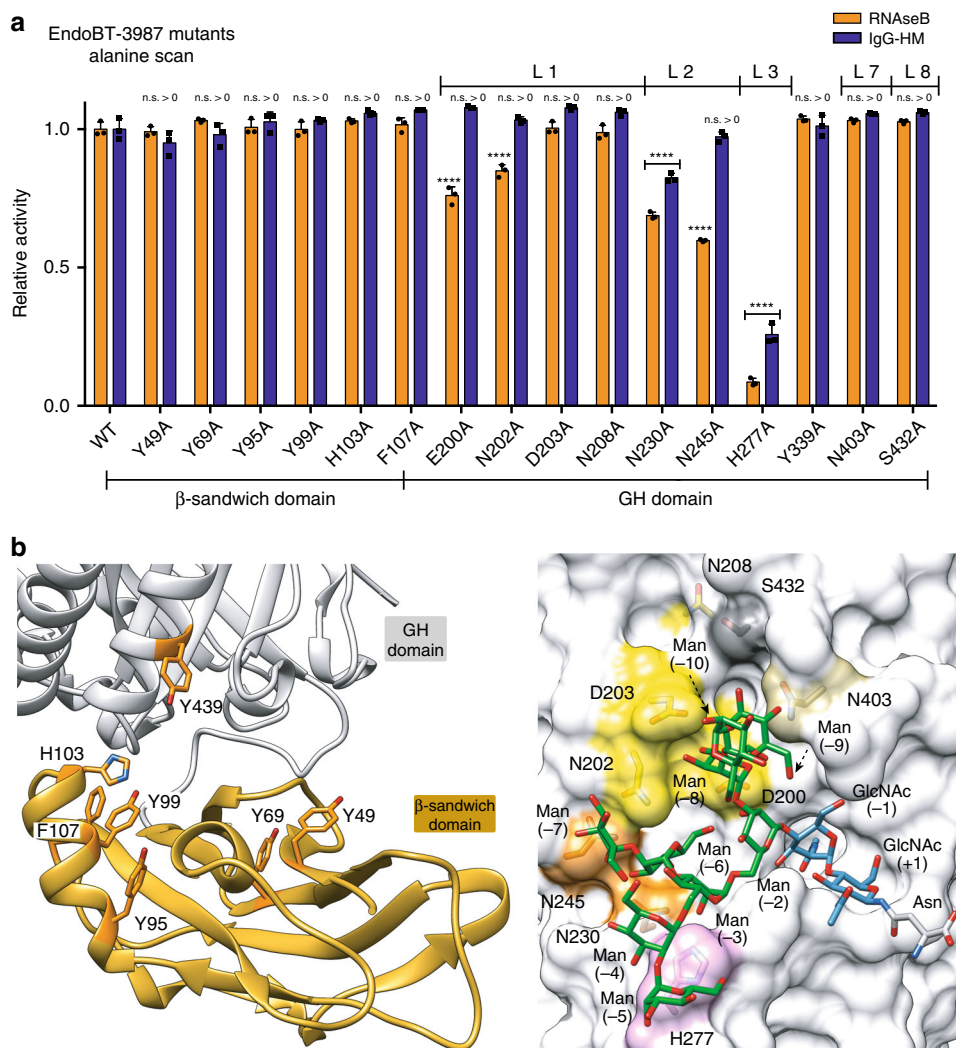 a
EndoBT-3987 mutants
alanine scan
RNAseB
IgG-HM
L 1
L 2
L 3
L 7
L 8
n.s. > 0
n.s. > 0
n.s. > 0
n.s. > 0
n.s. > 0
n.s. > 0
n.s. > 0
n.s. > 0
n.s. > 0
n.s. > 0
n.s. > 0
n.s. > 0
n.s. > 0
n.s. > 0
****
****
****
****
****
Relative activity
1.0
0.5
0.0
WT
Y49A
Y69A
Y95A
Y99A
H103A
F107A
E200A
N202A
D203A
N208A
N230A
N245A
H277A
Y339A
N403A
S432A
β-sandwich domain
GH domain
b
GH
domain
Y439
H103
Y99
F107
Y69
Y49
β-sandwich
domain
Y95
N208
S432
Man
(−10)
D203
N403
Man
(−9)
N202
Man
(−8)
D200
GlcNAc
(−1)
Man
(−7)
Man
(−6)
GlcNAc
(+1)
Man
(−2)
Asn
N245
N230
Man
(−3)
Man
(−4)
Man
(−5)
H277